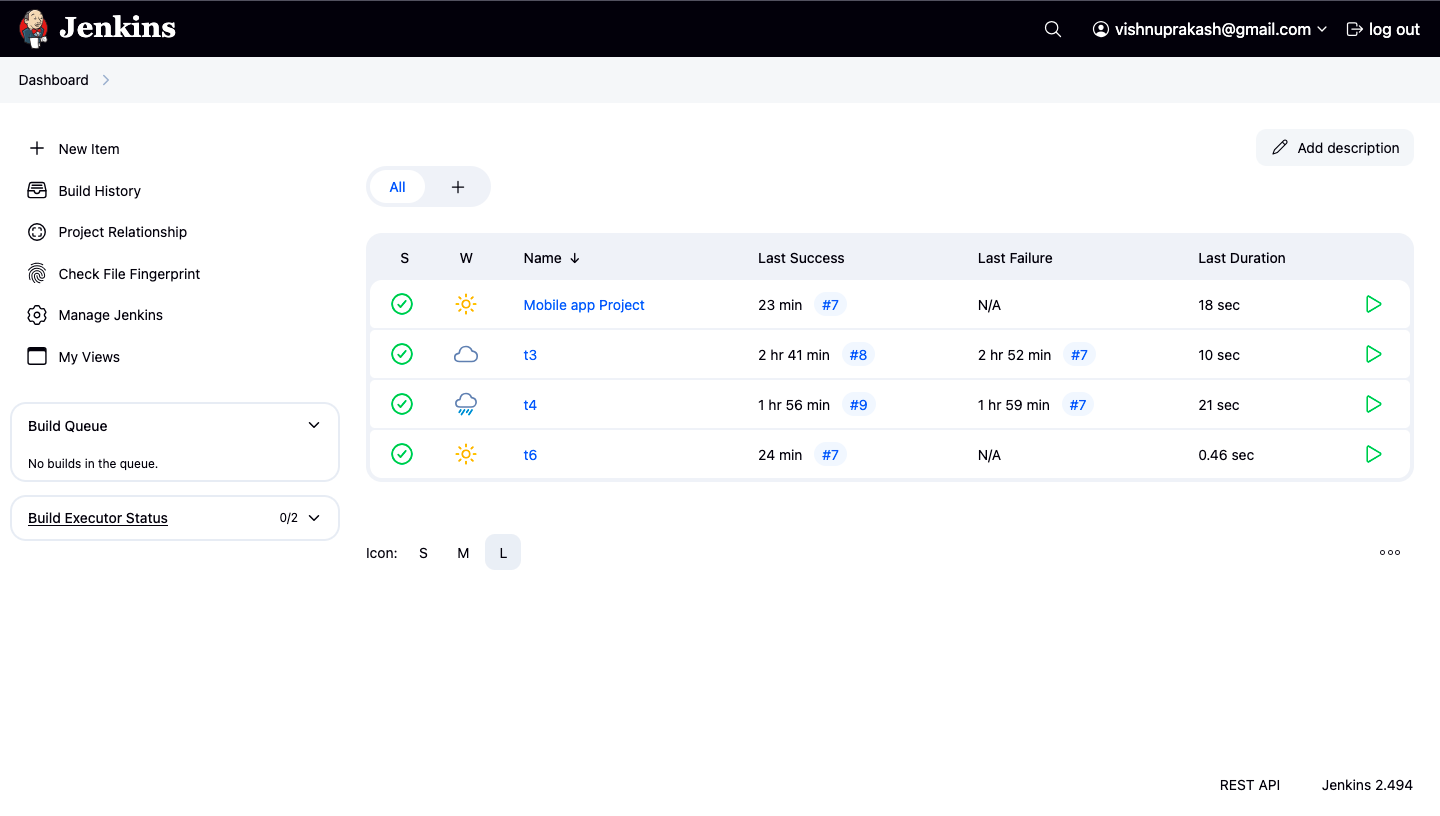 Jenkins
vishnuprakash@gmail.com
log out
Dashboard
New Item
Build History
Project Relationship
Check File Fingerprint
Manage Jenkins
My Views
Build Queue
No builds in the queue.
Build Executor Status 0/2
Add description
All
S W Name ↓ Last Success Last Failure Last Duration
Mobile app Project 23 min #7 N/A 18 sec
t3 2 hr 41 min #8 2 hr 52 min #7 10 sec
t4 1 hr 56 min #9 1 hr 59 min #7 21 sec
t6 24 min #7 N/A 0.46 sec
Icon: S M L
REST API Jenkins 2.494